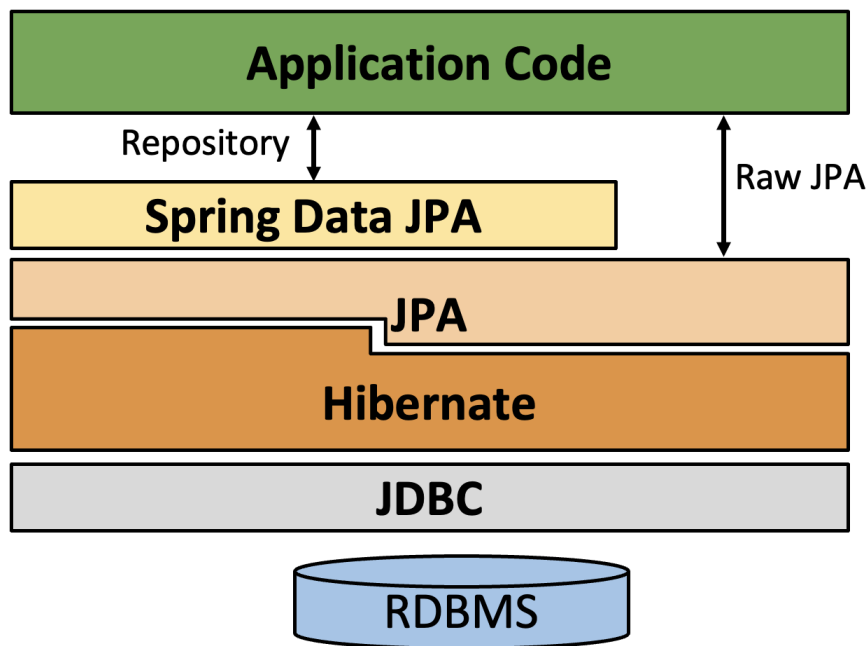 Application Code
Repository
Raw JPA
Spring Data JPA
JPA
Hibernate
JDBC
RDBMS